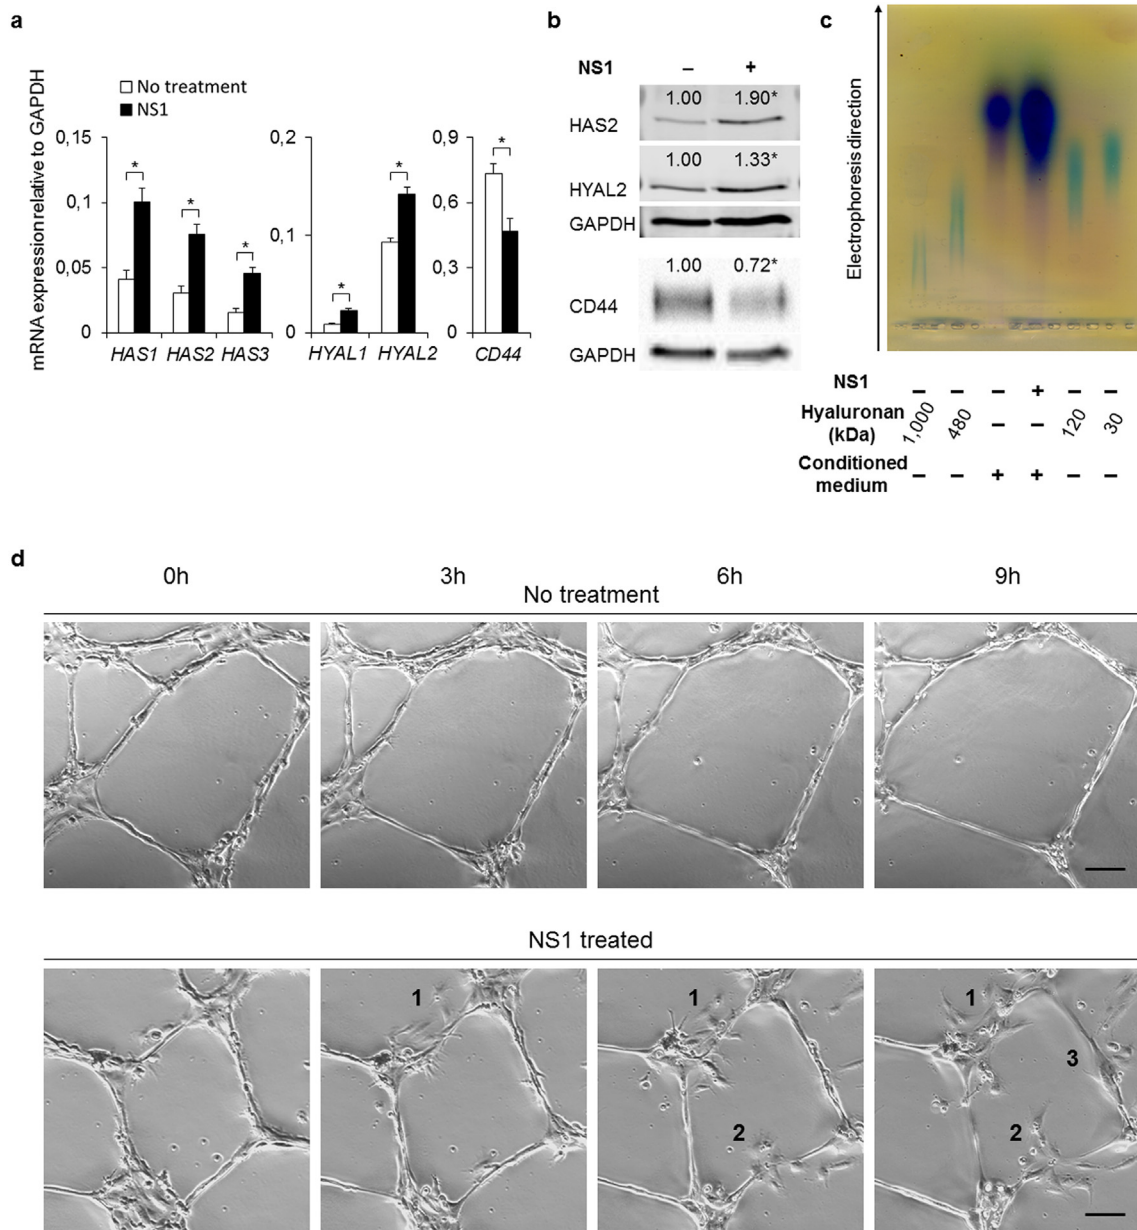 a
No treatment
NS1
mRNA expression relative to GAPDH
0,15
0,1
0,05
0
* * *
HAS1 HAS2 HAS3
0,2
0,1
0
* *
HYAL1 HYAL2
0,9
0,6
0,3
0
*
CD44
b
NS1 – +
1.00 1.90*
HAS2
1.00 1.33*
HYAL2
GAPDH
1.00 0.72*
CD44
GAPDH
c
Electrophoresis direction
NS1 – – – + – –
Hyaluronan
(kDa) 1,000 480 – – 120 30
Conditioned
medium – – + + – –
d
0h 3h 6h 9h
No treatment
NS1 treated
1 1 1
3
2 2